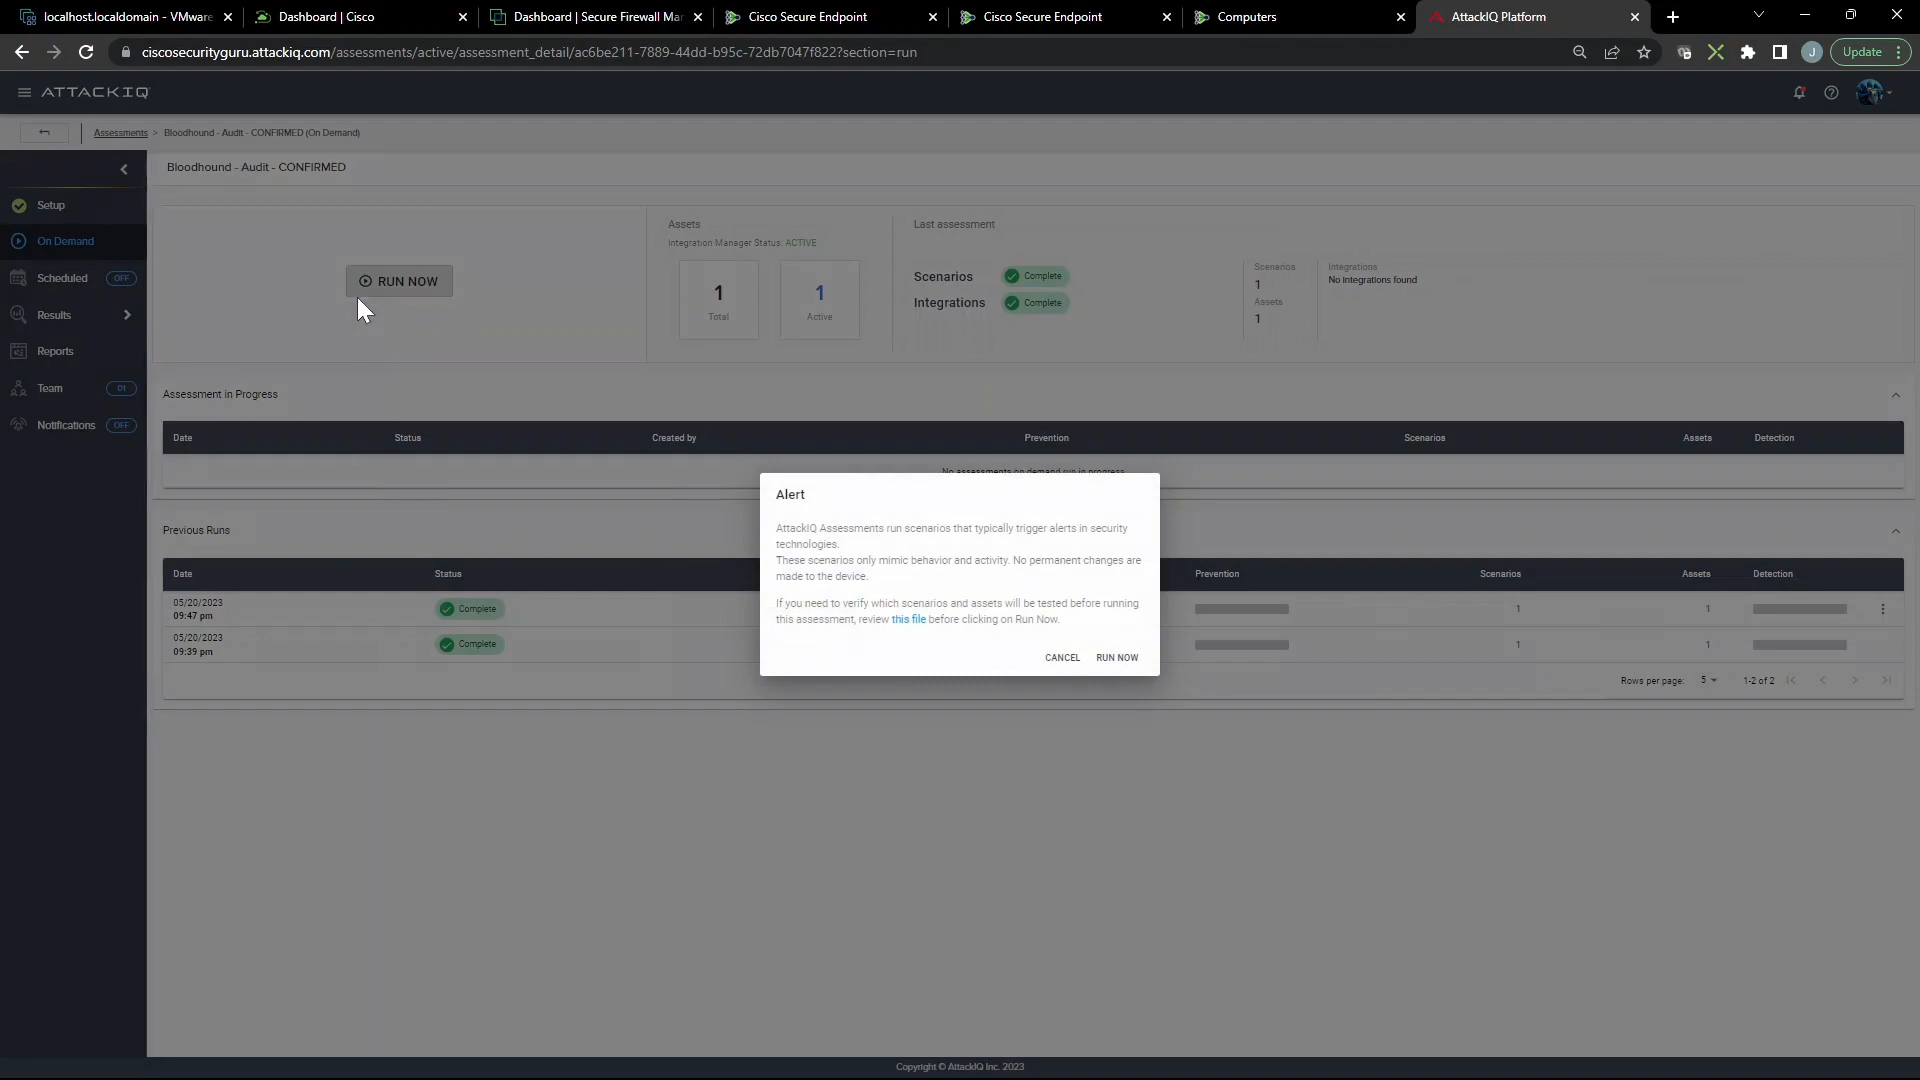 localhost.localdomain - VMware
Dashboard | Cisco
Dashboard | Secure Firewall Mar
Cisco Secure Endpoint
Cisco Secure Endpoint
Computers
AttackIQ Platform
ciscosecurityguru.attackiq.com/assessments/active/assessment_detail/ac6be211-7889-44dd-b95c-72db7047f822?section=run
J
Update
ATTACKIQ
Assessments > Bloodhound - Audit - CONFIRMED (On Demand)
Bloodhound - Audit - CONFIRMED
Setup
On Demand
Scheduled OFF
Results
Reports
Team 01
Notifications OFF
RUN NOW
Assets
Integration Manager Status: ACTIVE
1
Total
1
Active
Last assessment
Scenarios Complete
Integrations Complete
Scenarios
1
Assets
1
Integrations
No integrations found
Assessment in Progress
Date Status Created by Prevention Scenarios Assets Detection
No assessments on demand run in progress
Previous Runs
Date Status Prevention Scenarios Assets Detection
05/20/2023
09:47 pm
Complete 1 1
05/20/2023
09:39 pm
Complete 1 1
Rows per page: 5 1-2 of 2
Alert
AttackIQ Assessments run scenarios that typically trigger alerts in security
technologies.
These scenarios only mimic behavior and activity. No permanent changes are
made to the device.
If you need to verify which scenarios and assets will be tested before running
this assessment, review this file before clicking on Run Now.
CANCEL RUN NOW
Copyright © AttackIQ Inc. 2023